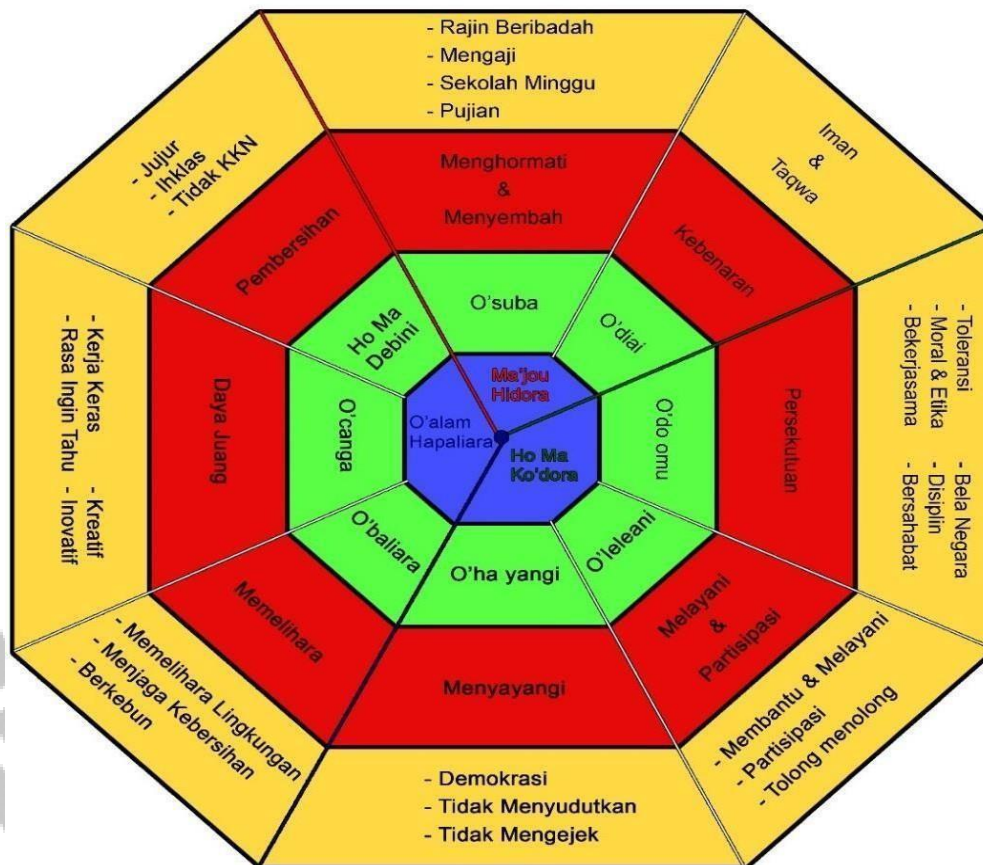 - Rajin Beribadah
- Mengaji
- Sekolah Minggu
- Pujian
Iman
&
Taqwa
- Toleransi
- Moral & Etika
- Bekerjasama
- Bela Negara
- Disiplin
- Bersahabat
- Membantu & Melayani
- Partisipasi
- Tolong menolong
- Demokrasi
- Tidak Menyudutkan
- Tidak Mengejek
- Memelihara Lingkungan
- Menjaga Kebersihan
- Berkebun
- Kerja Keras
- Rasa Ingin Tahu
- Kreatif
- Inovatif
- Jujur
- Ihklas
- Tidak KKN
Menghormati
&
Menyembah
Kebenaran
Persekutuan
Melayani
&
Partisipasi
Menyayangi
Memelihara
Daya Juang
Pembersihan
O'suba
O'diai
O'do omu
O'leleani
O'ha yangi
O'baliara
O'canga
Ho Ma
Debini
Ma'jou
Hidora
Ho Ma
Ko'dora
O'alam
Hapaliara